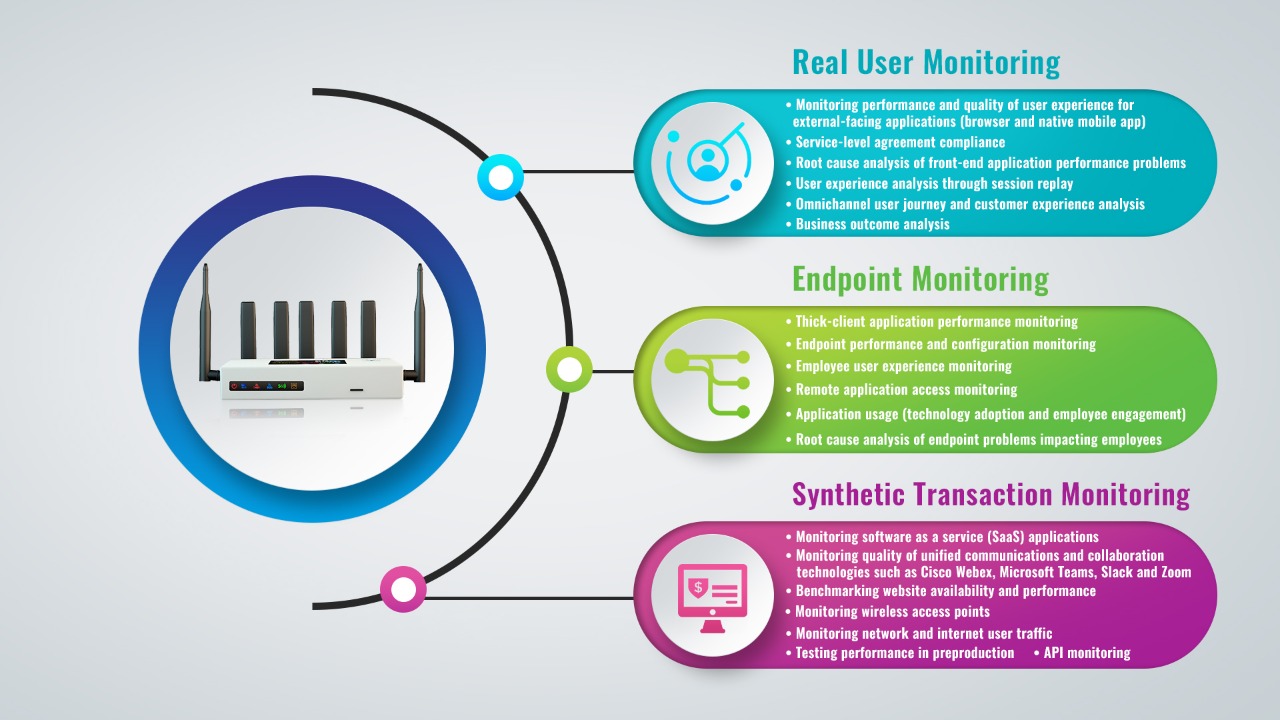 Real User Monitoring
• Monitoring performance and quality of user experience for
external-facing applications (browser and native mobile app)
• Service-level agreement compliance
• Root cause analysis of front-end application performance problems
• User experience analysis through session replay
• Omnichannel user journey and customer experience analysis
• Business outcome analysis
Endpoint Monitoring
• Thick-client application performance monitoring
• Endpoint performance and configuration monitoring
• Employee user experience monitoring
• Remote application access monitoring
• Application usage (technology adoption and employee engagement)
• Root cause analysis of endpoint problems impacting employees
Synthetic Transaction Monitoring
• Monitoring software as a service (SaaS) applications
• Monitoring quality of unified communications and collaboration
technologies such as Cisco Webex, Microsoft Teams, Slack and Zoom
• Benchmarking website availability and performance
• Monitoring wireless access points
• Monitoring network and internet user traffic
• Testing performance in preproduction • API monitoring
$